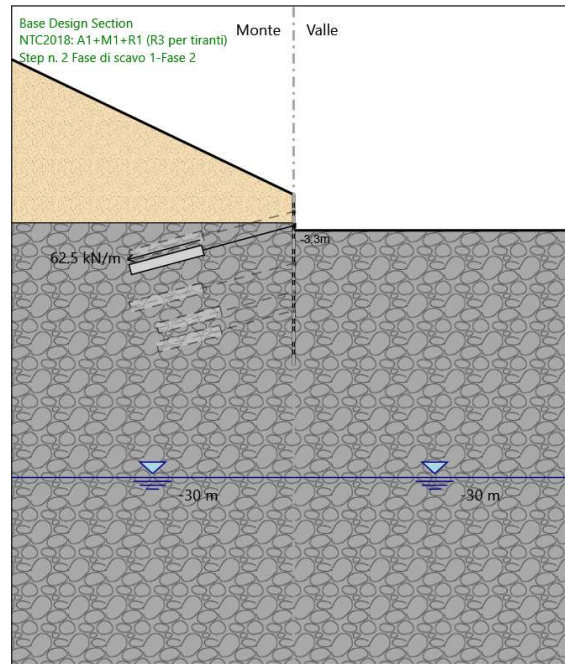 Base Design Section
NTC2018: A1+M1+R1 (R3 per tiranti)
Step n. 2 Fase di scavo 1-Fase 2
Monte Valle
-3.3m
62.5 kN/m
-30 m -30 m